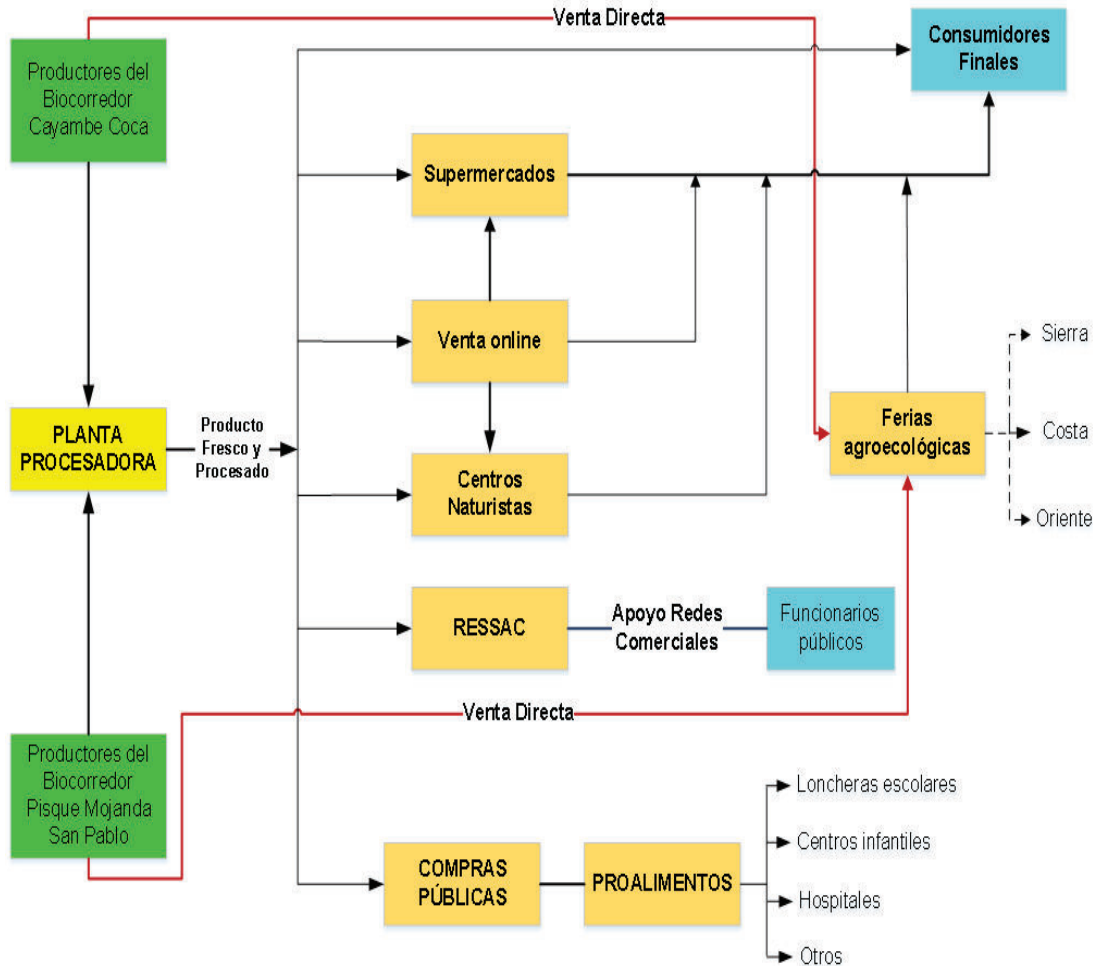 Venta Directa
Productores del
Biocorredor
Cayambe Coca
Consumidores
Finales
Supermercados
Venta online
Sierra
PLANTA
PROCESADORA
Producto
Fresco y
Procesado
Ferias
agroecológicas
Costa
Centros
Naturistas
Oriente
RESSAC
Apoyo Redes
Comerciales
Funcionarios
públicos
Venta Directa
Productores del
Biocorredor
Pisque Mojanda
San Pablo
Loncheras escolares
Centros infantiles
COMPRAS
PÚBLICAS
PROALIMENTOS
Hospitales
Otros